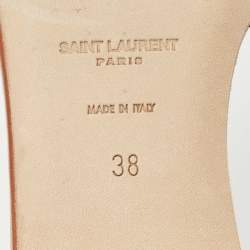 SAINT LAURENT
PARIS
MADE IN ITALY
38